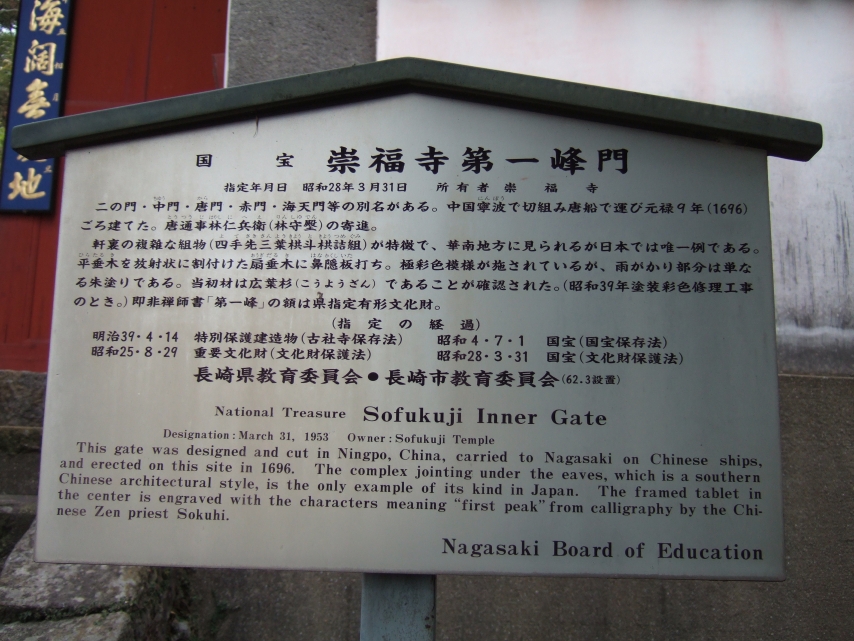 海闊春
地
国宝 崇福寺第一峰門
指定年月日 昭和28年3月31日 所有者 崇福寺
二の門・中門・唐門・赤門・海天門等の別名がある。中国寧波で切組み唐船で運び元禄9年(1696)
ごろ建てた。唐通事林仁兵衛(林守壂)の寄進。
軒裏の複雑な組物(四手先三葉栱斗栱詰組)が特徴で、華南地方に見られるが日本では唯一例である。
平垂木を放射状に割付けた扇垂木に鼻隠板打ち。極彩色模様が施されているが、雨がかり部分は単な
る朱塗りである。当初材は広葉杉(こうようざん)であることが確認された。(昭和39年塗装彩色修理工事
のとき。)即非禅師書「第一峰」の額は県指定有形文化財。
(指定の経過)
明治39・4・14 特別保護建造物(古社寺保存法) 昭和4・7・1 国宝(国宝保存法)
昭和25・8・29 重要文化財(文化財保護法) 昭和28・3・31 国宝(文化財保護法)
長崎県教育委員会●長崎市教育委員会(62.3設置)
National Treasure Sofukuji Inner Gate
Designation: March 31, 1953 Owner: Sofukuji Temple
This gate was designed and cut in Ningpo, China, carried to Nagasaki on Chinese ships,
and erected on this site in 1696. The complex jointing under the eaves, which is a southern
Chinese architectural style, is the only example of its kind in Japan. The framed tablet in
the center is engraved with the characters meaning "first peak" from calligraphy by the Chi-
nese Zen priest Sokuhi.
Nagasaki Board of Education